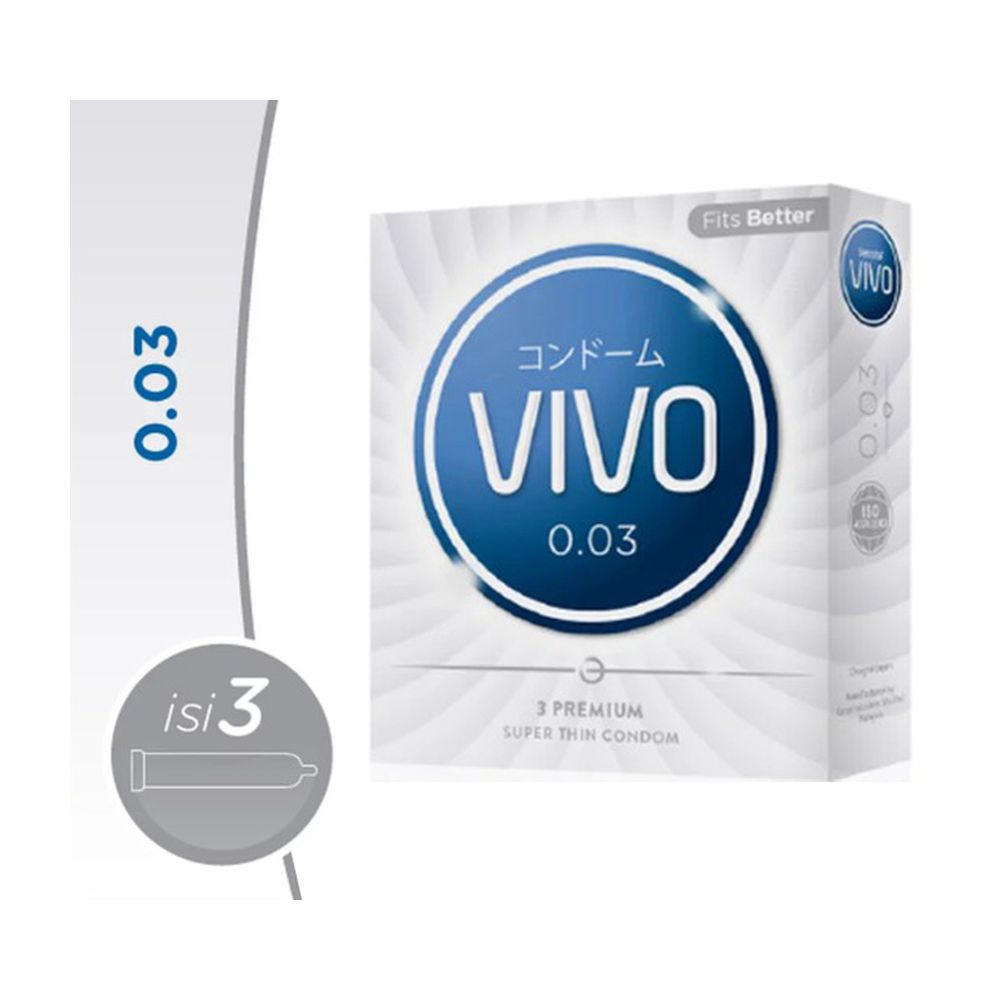 0.03
isi 3
Fits Better
コンドーム
VIVO
0.03
3 PREMIUM
SUPER THIN CONDOM
VIVO
0.03
ISO